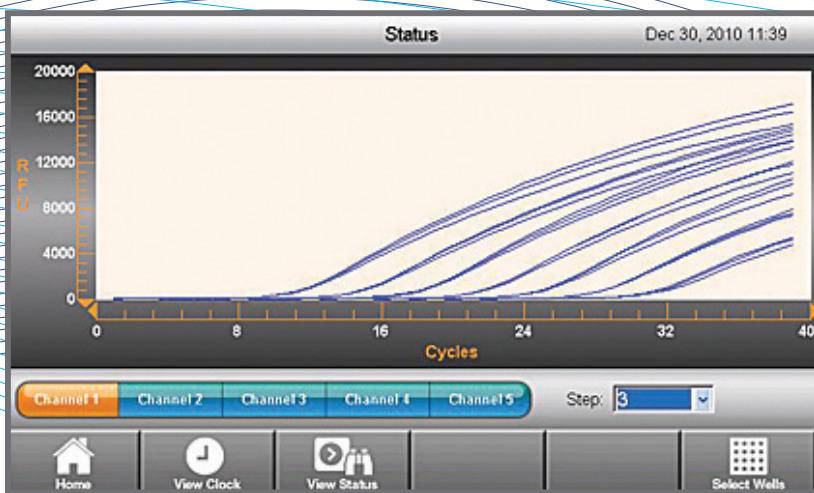 Status
Dec 30, 2010 11:39
20000
16000
12000
8000
4000
0
RFU
0 8 16 24 32 40
Cycles
Channel 1 Channel 2 Channel 3 Channel 4 Channel 5 Step: 3
Home View Clock View Status Select Wells